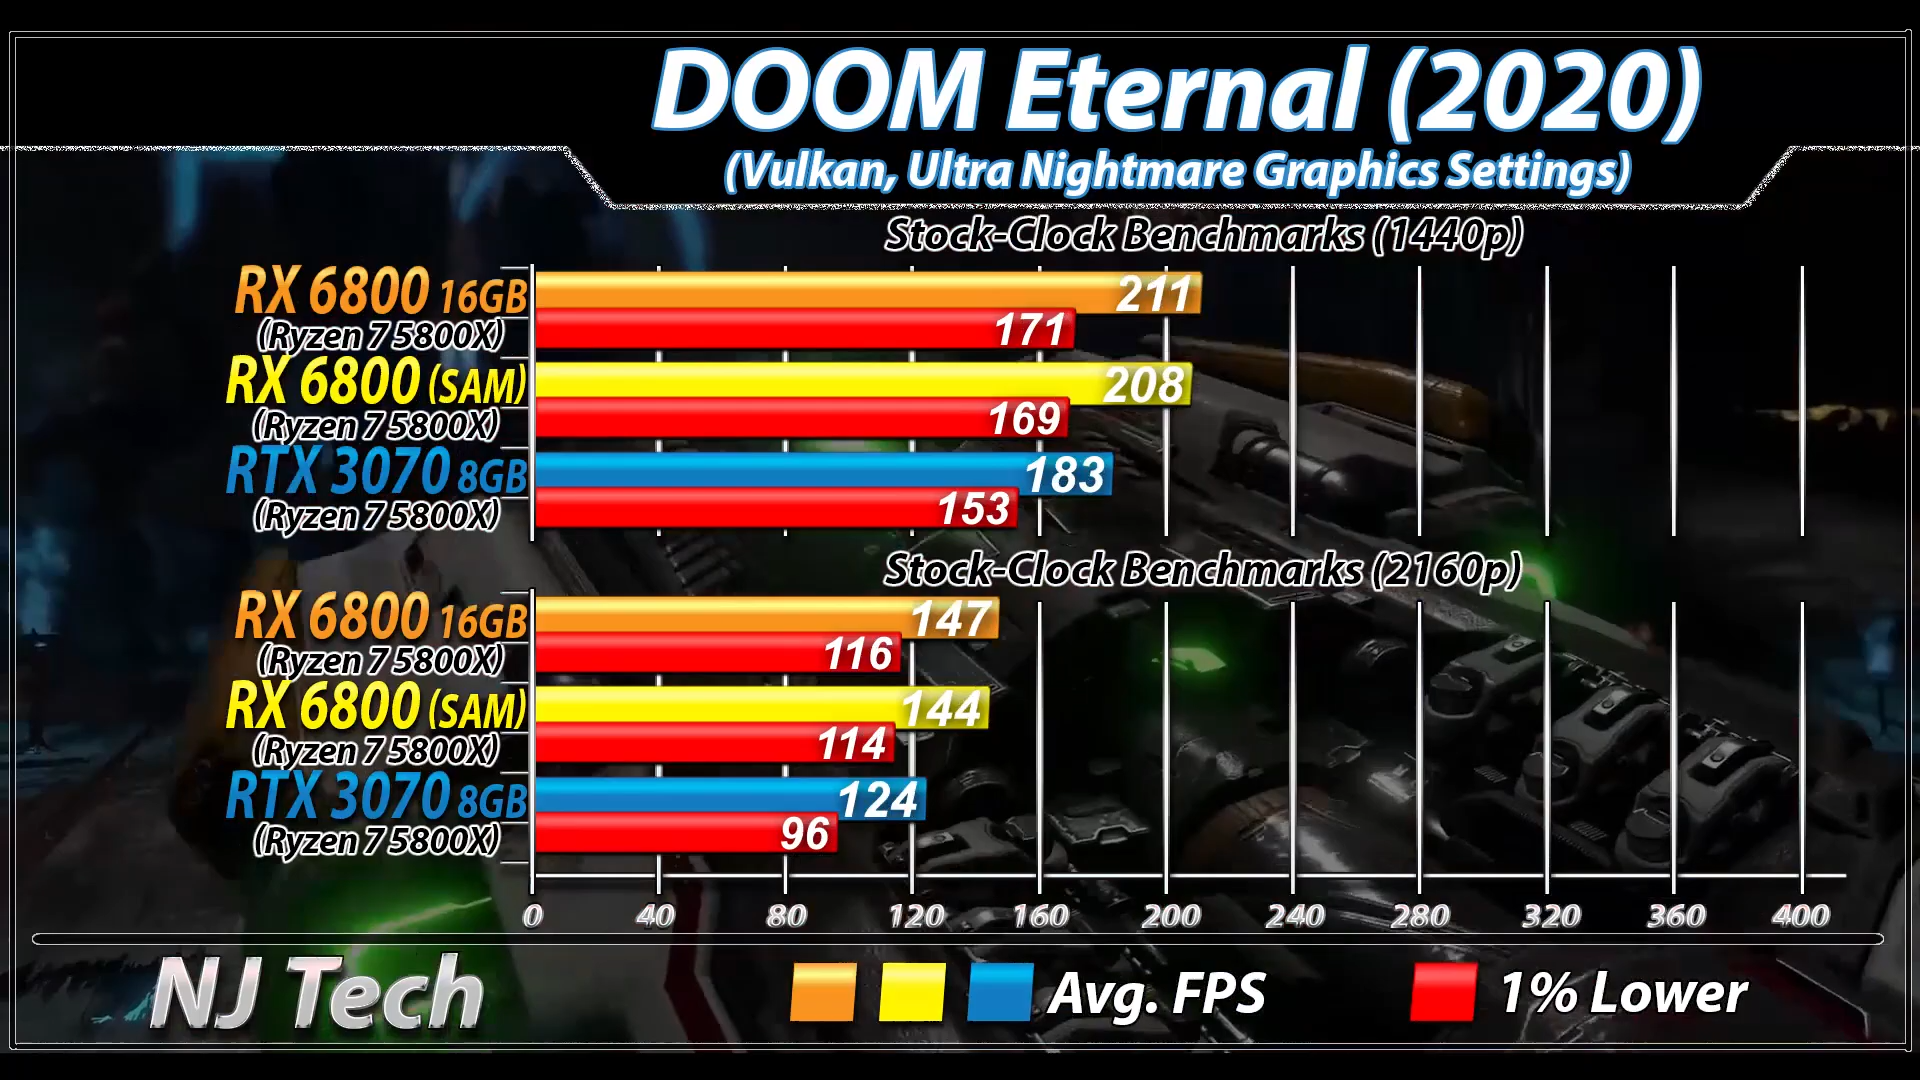 DOOM Eternal (2020)
(Vulkan, Ultra Nightmare Graphics Settings)
Stock-Clock Benchmarks (1440p)
RX 6800 16GB
(Ryzen 7 5800X)
211
171
RX 6800 (SAM)
(Ryzen 7 5800X)
208
169
RTX 3070 8GB
(Ryzen 7 5800X)
183
153
Stock-Clock Benchmarks (2160p)
RX 6800 16GB
(Ryzen 7 5800X)
147
116
RX 6800 (SAM)
(Ryzen 7 5800X)
144
114
RTX 3070 8GB
(Ryzen 7 5800X)
124
96
0 40 80 120 160 200 240 280 320 360 400
NJ Tech
Avg. FPS
1% Lower